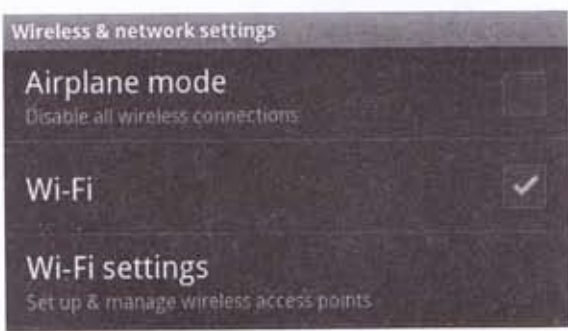 Wireless & network settings
Airplane mode
Disable all wireless connections
Wi-Fi
Wi-Fi settings
Set up & manage wireless access points